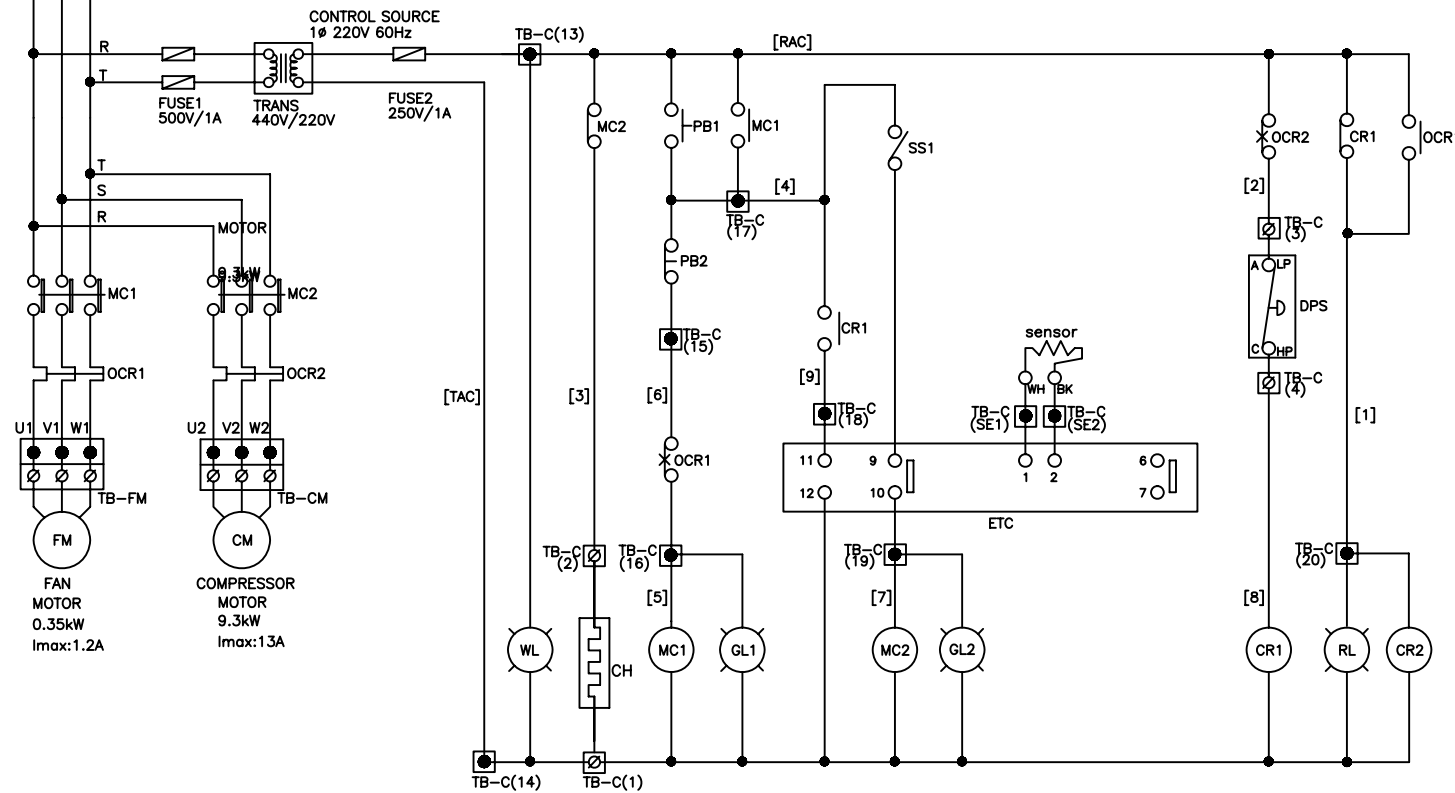 CONTROL SOURCE
1ø 220V 60Hz
TB-C(13)
[RAC]
R
T
FUSE1
500V/1A
TRANS
440V/220V
FUSE2
250V/1A
MC2
PB1
MC1
SS1
OCR2
CR1
OCR
T
S
R
[4]
TB-C
(17)
[2]
TB-C
(3)
MOTOR
9.3kW
MC1
MC2
PB2
A
LP
DPS
C
HP
TB-C
(15)
CR1
sensor
WH
BK
TB-C
(4)
OCR1
OCR2
[TAC]
[3]
[6]
[9]
TB-C
(18)
TB-C
(SE1)
TB-C
(SE2)
[1]
U1
V1
W1
U2
V2
W2
OCR1
11
9
1
2
6
12
10
7
ETC
TB-FM
TB-CM
FM
CM
TB-C
(2)
TB-C
(16)
TB-C
(19)
TB-C
(20)
FAN
MOTOR
0.35kW
Imax:1.2A
COMPRESSOR
MOTOR
9.3kW
Imax:13A
[5]
[7]
[8]
WL
CH
MC1
GL1
MC2
GL2
CR1
RL
CR2
TB-C(14)
TB-C(1)